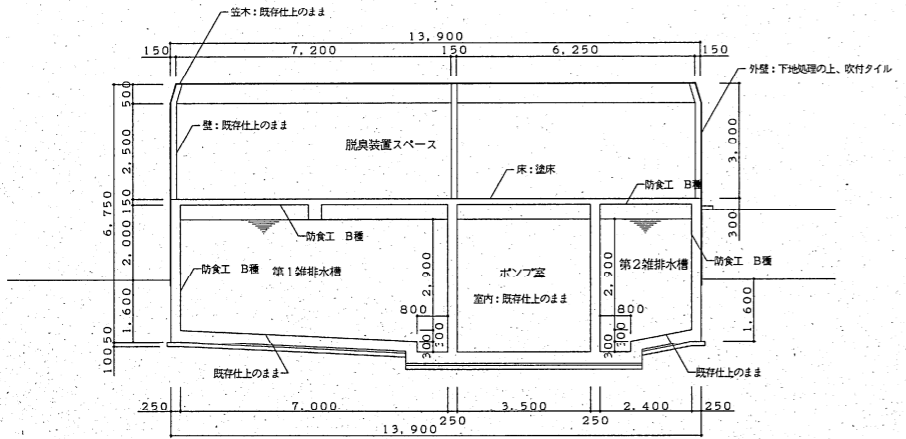 笠木：既存仕上のまま
13,900
150
7,200
150
6,250
150
外壁：下地処理の上、吹付タイル
500
壁：既存仕上のまま
2,500
脱臭装置スペース
3,000
床：塗床
6,750
150
防食工　B種
300
2,000
防食工　B種
防食工　B種
第1雑排水槽
2,900
ポンプ室
室内：既存仕上のまま
2,900
第2雑排水槽
防食工　B種
800
800
1,600
300
300
300
300
1,600
50
100
既存仕上のまま
既存仕上のまま
250
7,000
250
3,500
250
2,400
250
13,900